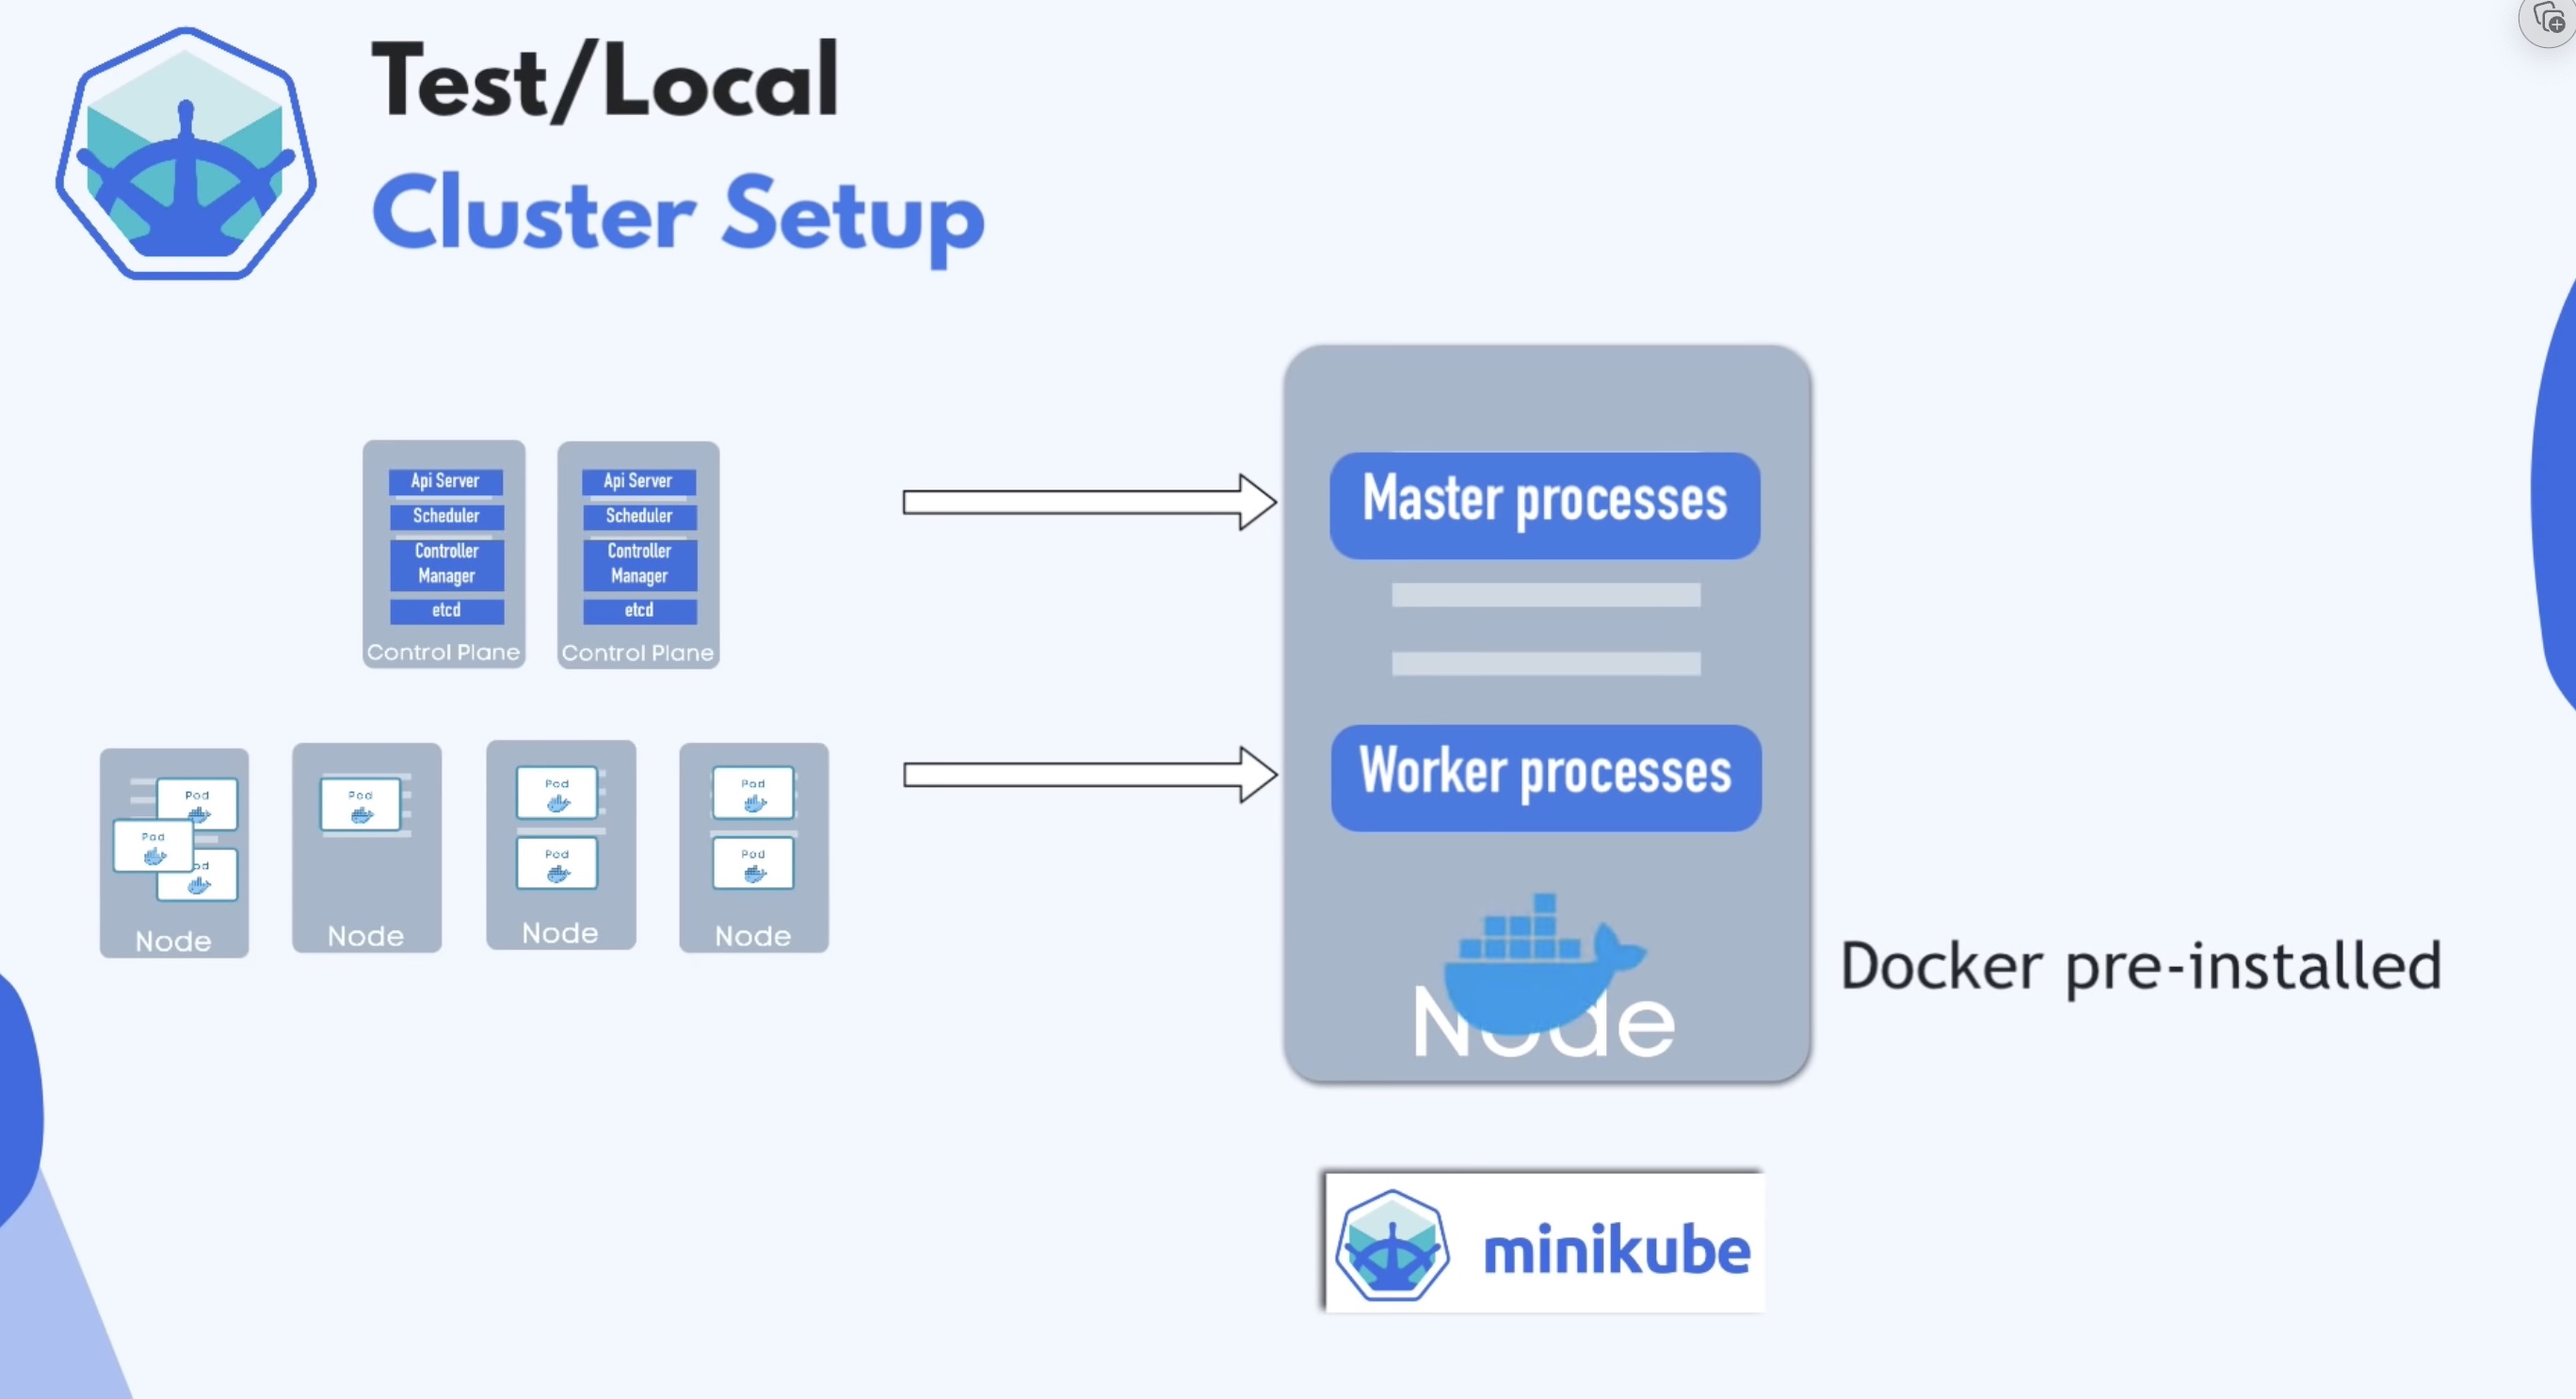 Test/Local
Cluster Setup
Api Server
Scheduler
Controller
Manager
etcd
Control Plane
Api Server
Scheduler
Controller
Manager
etcd
Control Plane
Master processes
Worker processes
Pod
Pod
od
Node
Pod
Node
Pod
Pod
Node
Pod
Pod
Node
Node
Docker pre-installed
minikube